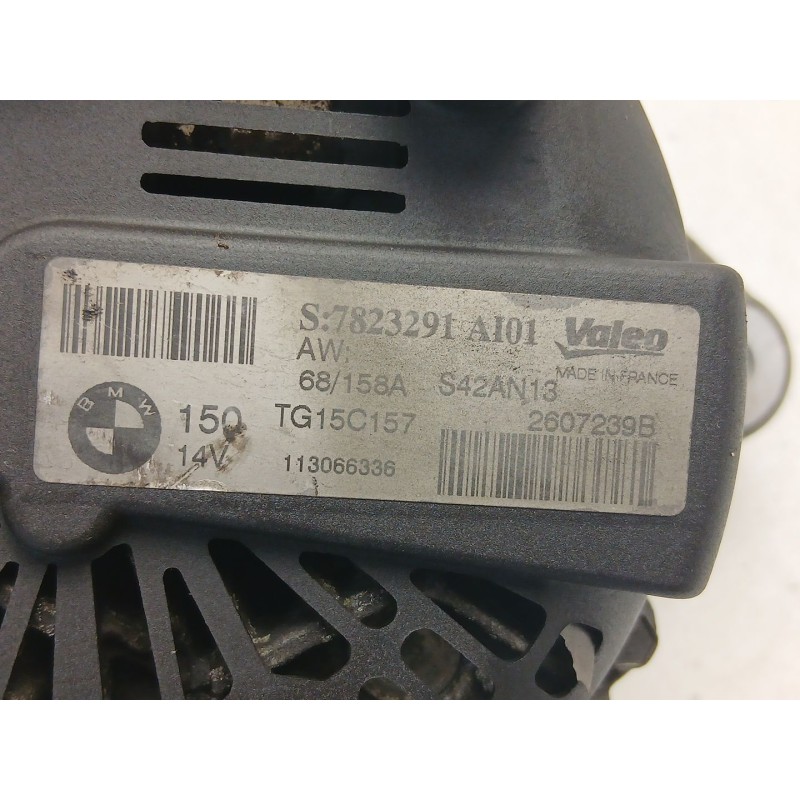 S:7823291 AI01 Valeo
AW;
MADE IN FRANCE
68/158A S42AN13
BMW
150 TG15C157 2607239B
14V 113066336